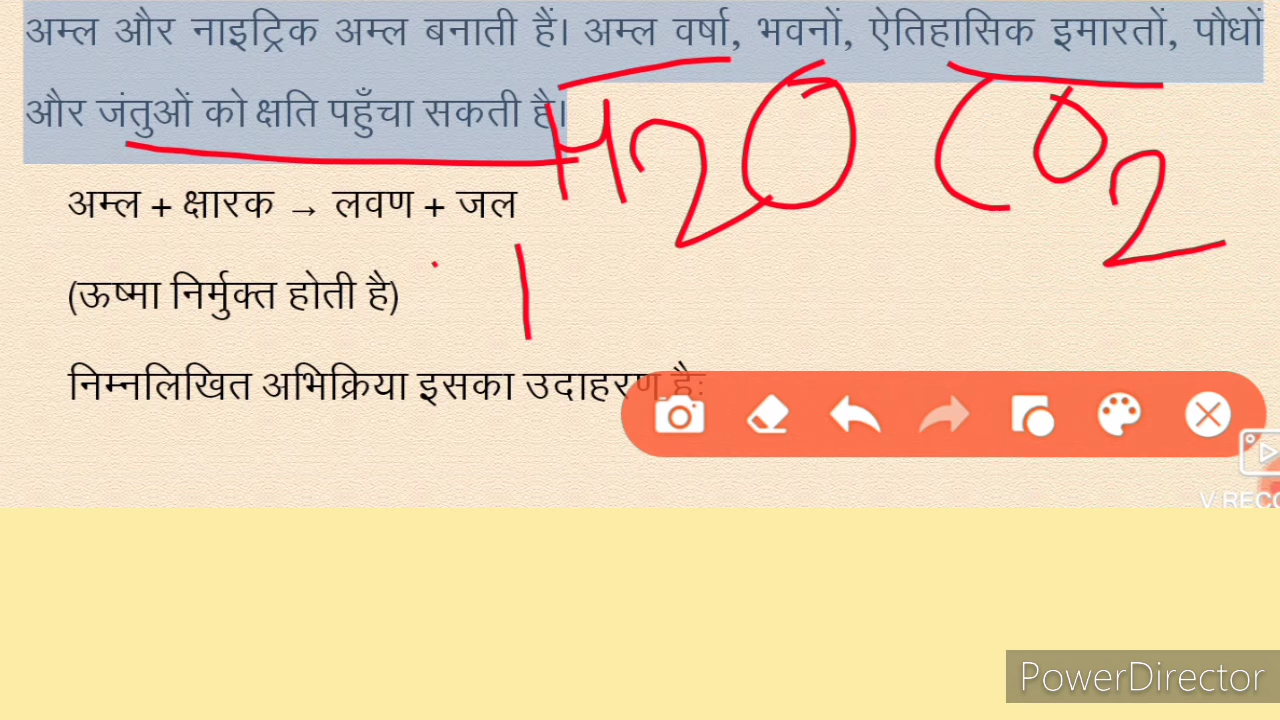 अम्ल और नाइट्रिक अम्ल बनाती हैं। अम्ल वर्षा, भवनों, ऐतिहासिक इमारतों, पौधों
और जंतुओं को क्षति पहुँचा सकती है।
H2O CO2
अम्ल + क्षारक → लवण + जल
(ऊष्मा निर्मुक्त होती है)
निम्नलिखित अभिक्रिया इसका उदाहरण है:
V RECO
PowerDirector